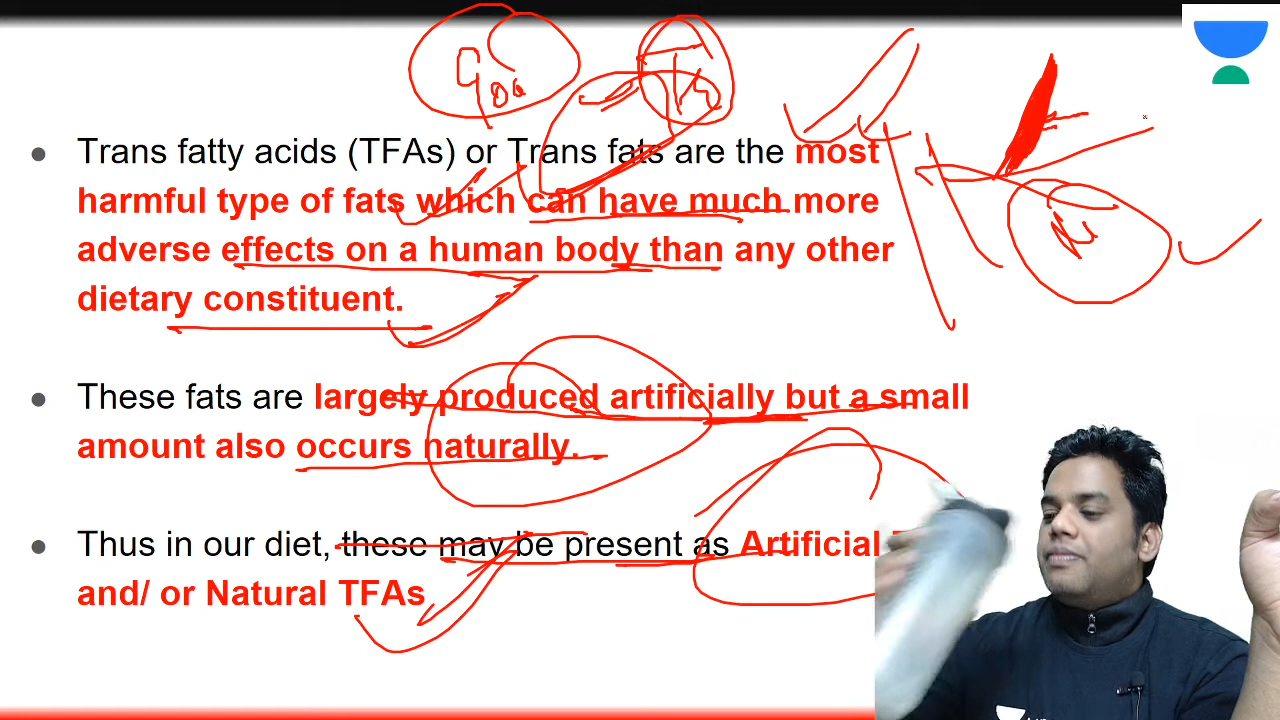 Trans fatty acids (TFAs) or Trans fats are the most
harmful type of fats which can have much more
adverse effects on a human body than any other
dietary constituent.
These fats are largely produced artificially but a small
amount also occurs naturally.
Thus in our diet, these may be present as Artificial
and/ or Natural TFAs